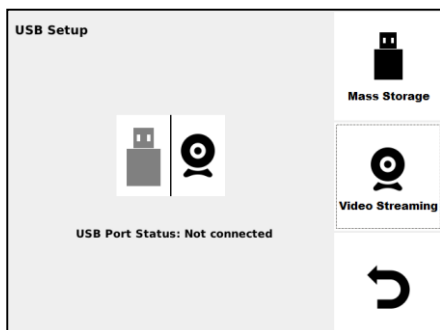 USB Setup
Mass Storage
Video Streaming
USB Port Status: Not connected